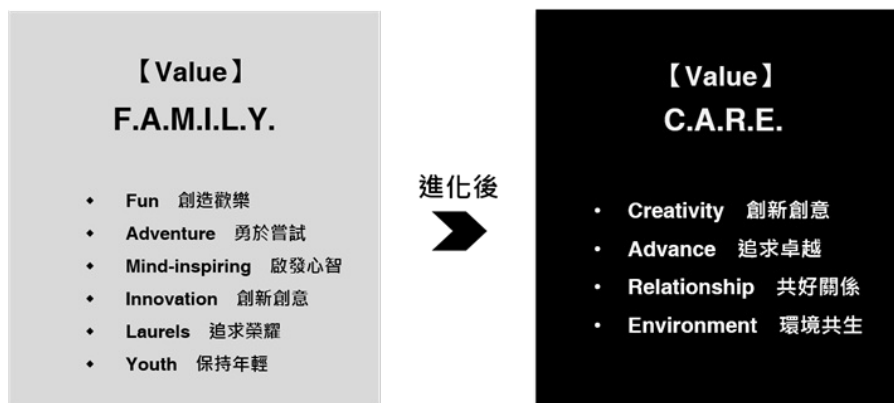 【Value】
F.A.M.I.L.Y.
Fun 創造歡樂
Adventure 勇於嘗試
Mind-inspiring 啟發心智
Innovation 創新創意
Laurels 追求榮耀
Youth 保持年輕
進化後
【Value】
C.A.R.E.
Creativity 創新創意
Advance 追求卓越
Relationship 共好關係
Environment 環境共生